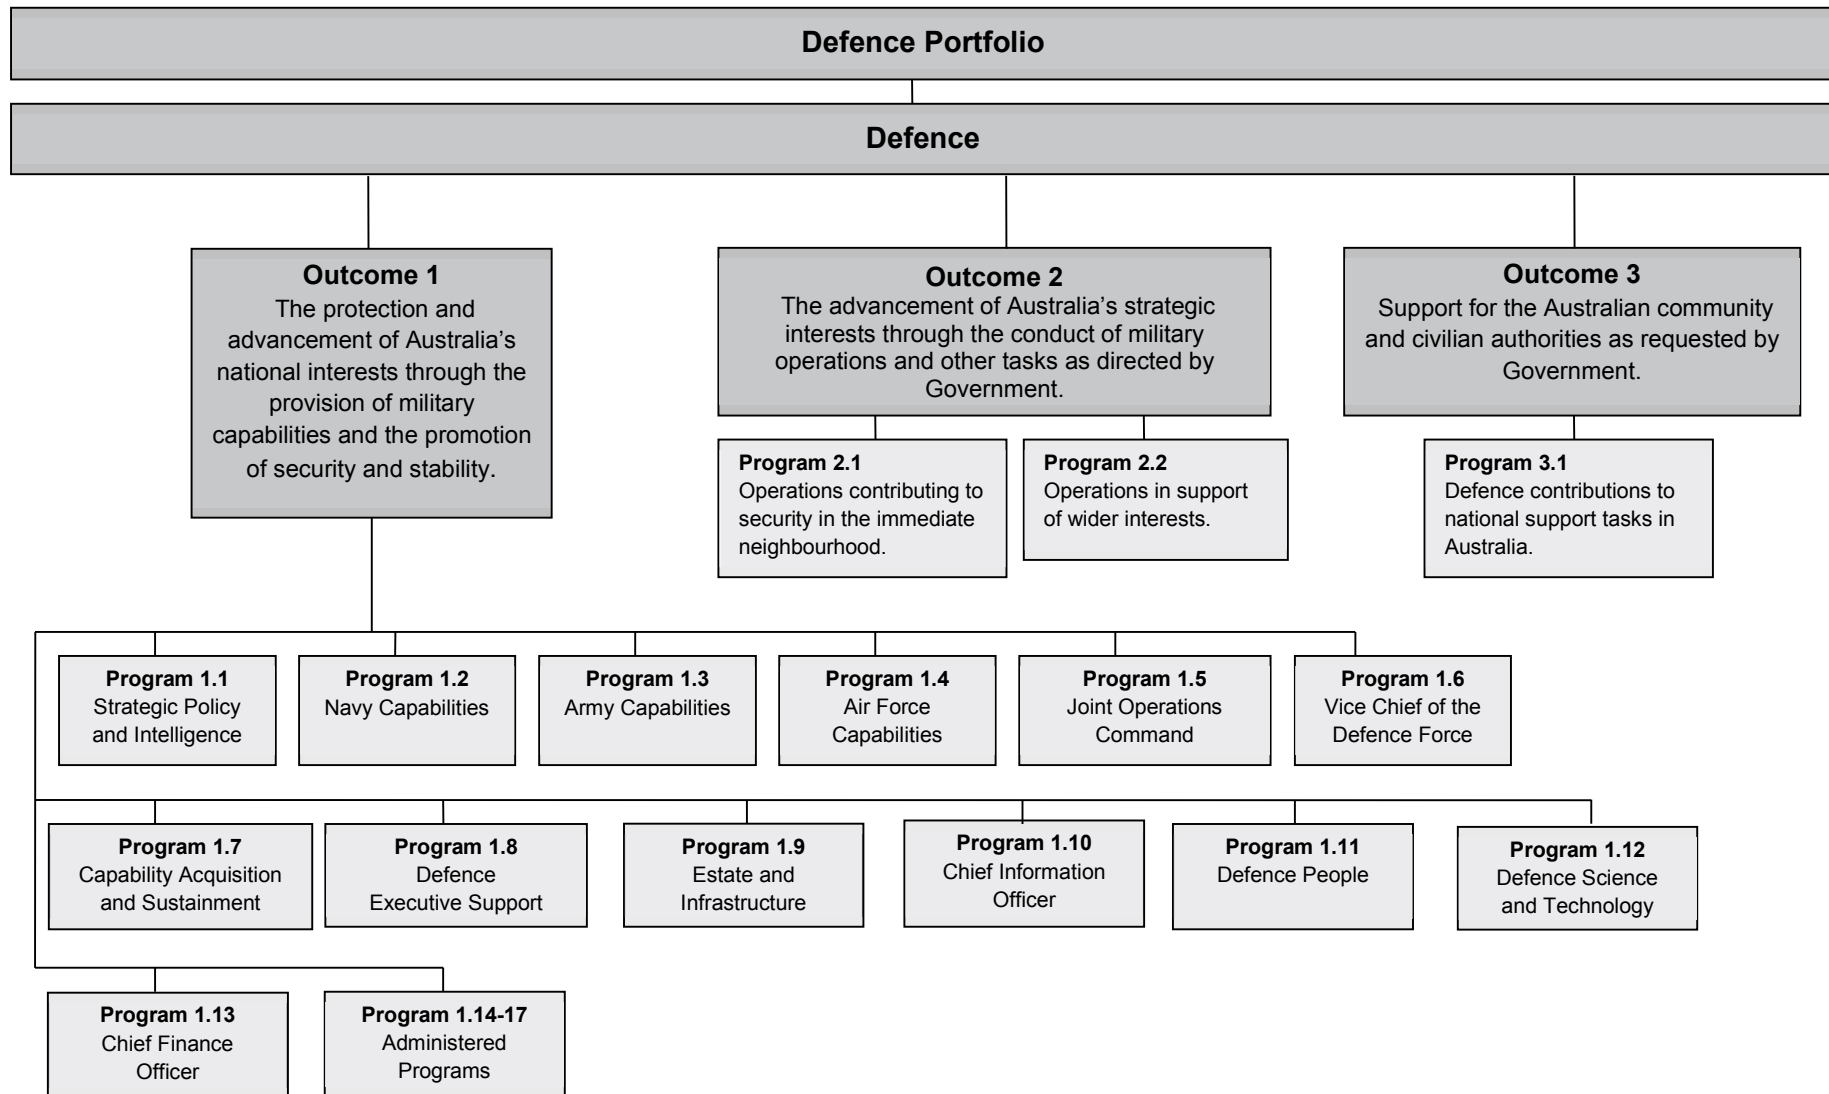 Defence Portfolio
Defence
Outcome 1
The protection and
advancement of Australia’s
national interests through the
provision of military
capabilities and the promotion
of security and stability.
Outcome 2
The advancement of Australia’s strategic
interests through the conduct of military
operations and other tasks as directed by
Government.
Outcome 3
Support for the Australian community
and civilian authorities as requested by
Government.
Program 2.1
Operations contributing to
security in the immediate
neighbourhood.
Program 2.2
Operations in support
of wider interests.
Program 3.1
Defence contributions to
national support tasks in
Australia.
Program 1.1
Strategic Policy
and Intelligence
Program 1.2
Navy Capabilities
Program 1.3
Army Capabilities
Program 1.4
Air Force
Capabilities
Program 1.5
Joint Operations
Command
Program 1.6
Vice Chief of the
Defence Force
Program 1.7
Capability Acquisition
and Sustainment
Program 1.8
Defence
Executive Support
Program 1.9
Estate and
Infrastructure
Program 1.10
Chief Information
Officer
Program 1.11
Defence People
Program 1.12
Defence Science
and Technology
Program 1.13
Chief Finance
Officer
Program 1.14-17
Administered
Programs